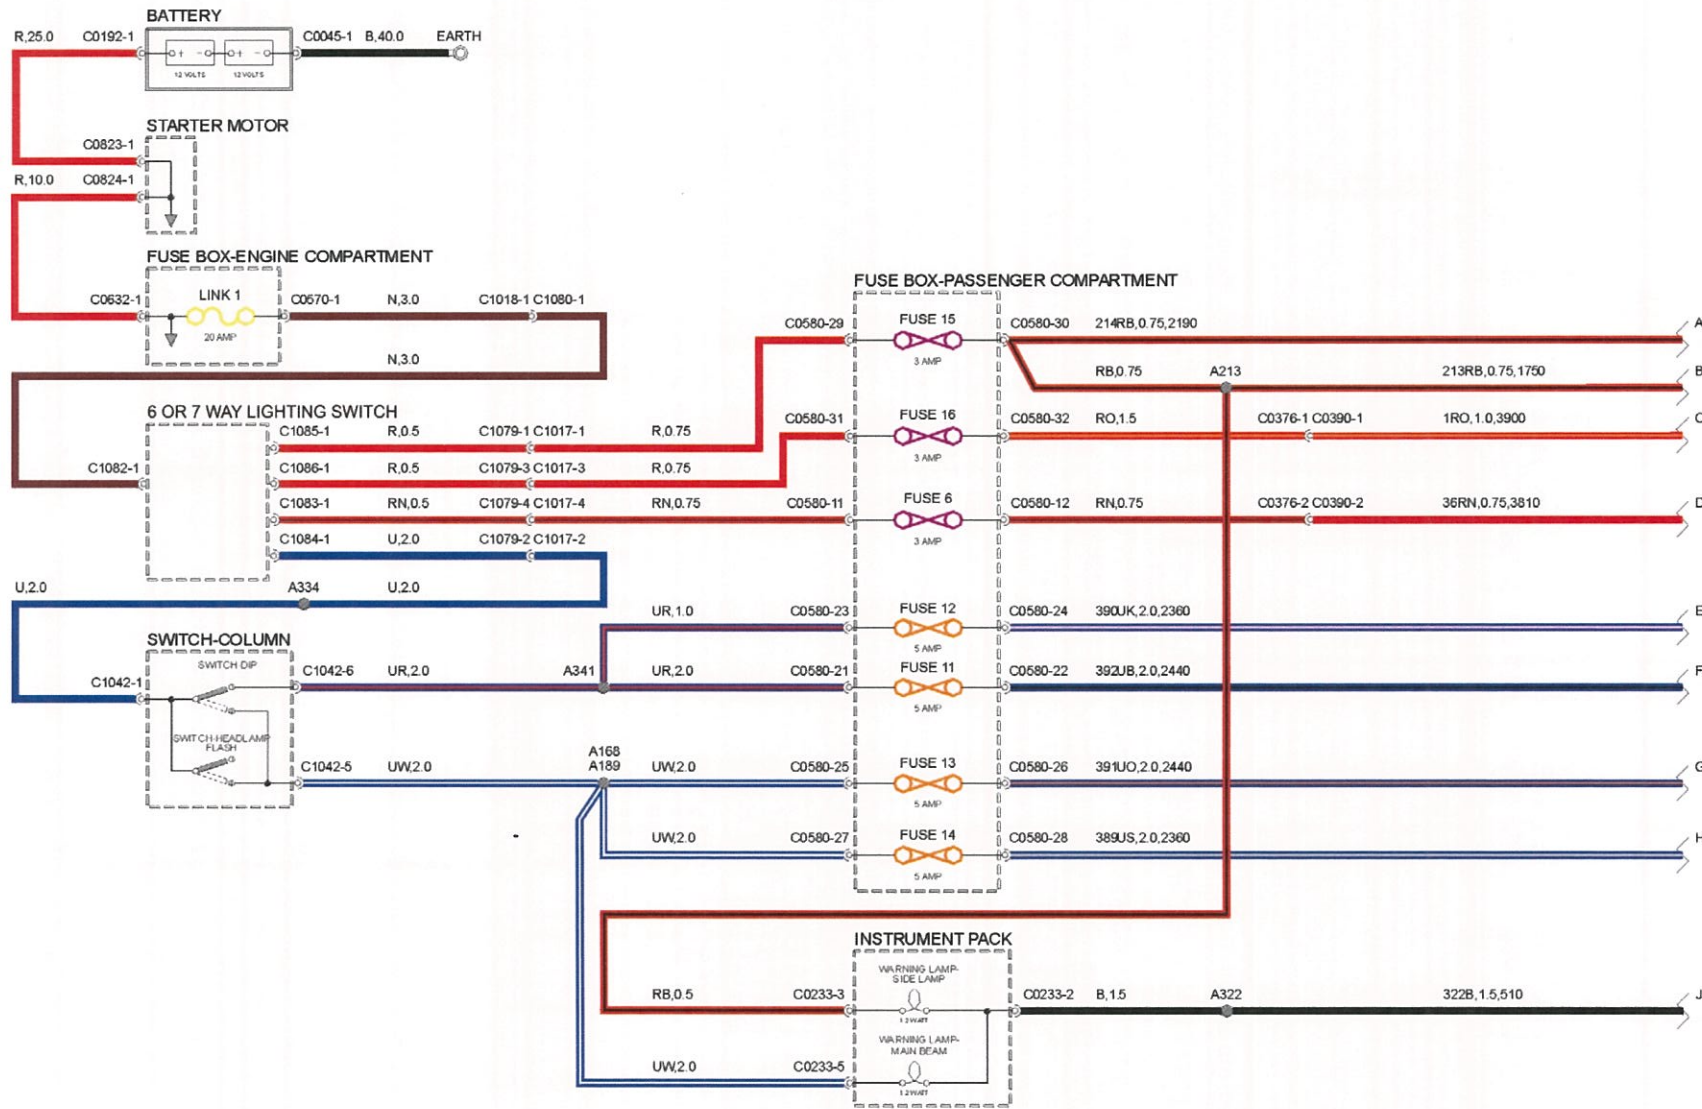 BATTERY
R,25.0 C0192-1 C0045-1 B,40.0 EARTH
+ - + -
12 VOLTS 12 VOLTS
STARTER MOTOR
C0823-1
R,10.0 C0824-1
FUSE BOX-ENGINE COMPARTMENT
C0632-1 LINK 1 C0570-1 N,3.0 C1018-1 C1080-1
20 AMP
N,3.0
FUSE BOX-PASSENGER COMPARTMENT
C0580-29 FUSE 15 C0580-30 214RB,0.75,2190 A
3 AMP
RB,0.75 A213 213RB,0.75,1750 B
6 OR 7 WAY LIGHTING SWITCH
C0580-31 FUSE 16 C0580-32 RO,1.5 C0376-1 C0390-1 1RO,1.0,3900 C
3 AMP
C1085-1 R,0.5 C1079-1 C1017-1 R,0.75
C1082-1 C1086-1 R,0.5 C1079-3 C1017-3 R,0.75
C1083-1 RN,0.5 C1079-4 C1017-4 RN,0.75 C0580-11 FUSE 6 C0580-12 RN,0.75 C0376-2 C0390-2 36RN,0.75,3810 D
3 AMP
C1084-1 U,2.0 C1079-2 C1017-2
U,2.0 A334 U,2.0
UR,1.0 C0580-23 FUSE 12 C0580-24 390UK,2.0,2360 E
5 AMP
SWITCH-COLUMN
SWITCH DIP
C1042-1 C1042-6 UR,2.0 A341 UR,2.0 C0580-21 FUSE 11 C0580-22 392UB,2.0,2440 F
5 AMP
SWITCH-HEADLAMP
FLASH
A168
C1042-5 UW,2.0 A189 UW,2.0 C0580-25 FUSE 13 C0580-26 391UO,2.0,2440 G
5 AMP
UW,2.0 C0580-27 FUSE 14 C0580-28 389US,2.0,2360 H
5 AMP
INSTRUMENT PACK
WARNING LAMP-
SIDE LAMP
RB,0.5 C0233-3 C0233-2 B,1.5 A322 322B,1.5,510 J
1.2 WATT
WARNING LAMP-
MAIN BEAM
UW,2.0 C0233-5
1.2 WATT